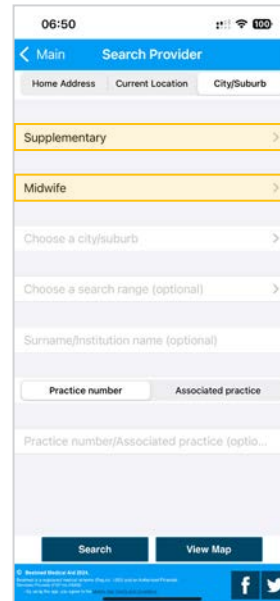 06:50
100
Main Search Provider
Home Address Current Location City/Suburb
Supplementary
Midwife
Choose a city/suburb
Choose a search range (optional)
Surname/Institution name (optional)
Practice number Associated practice
Practice number/Associated practice (optio...
Search View Map
© Bestmed Medical Aid 2024.